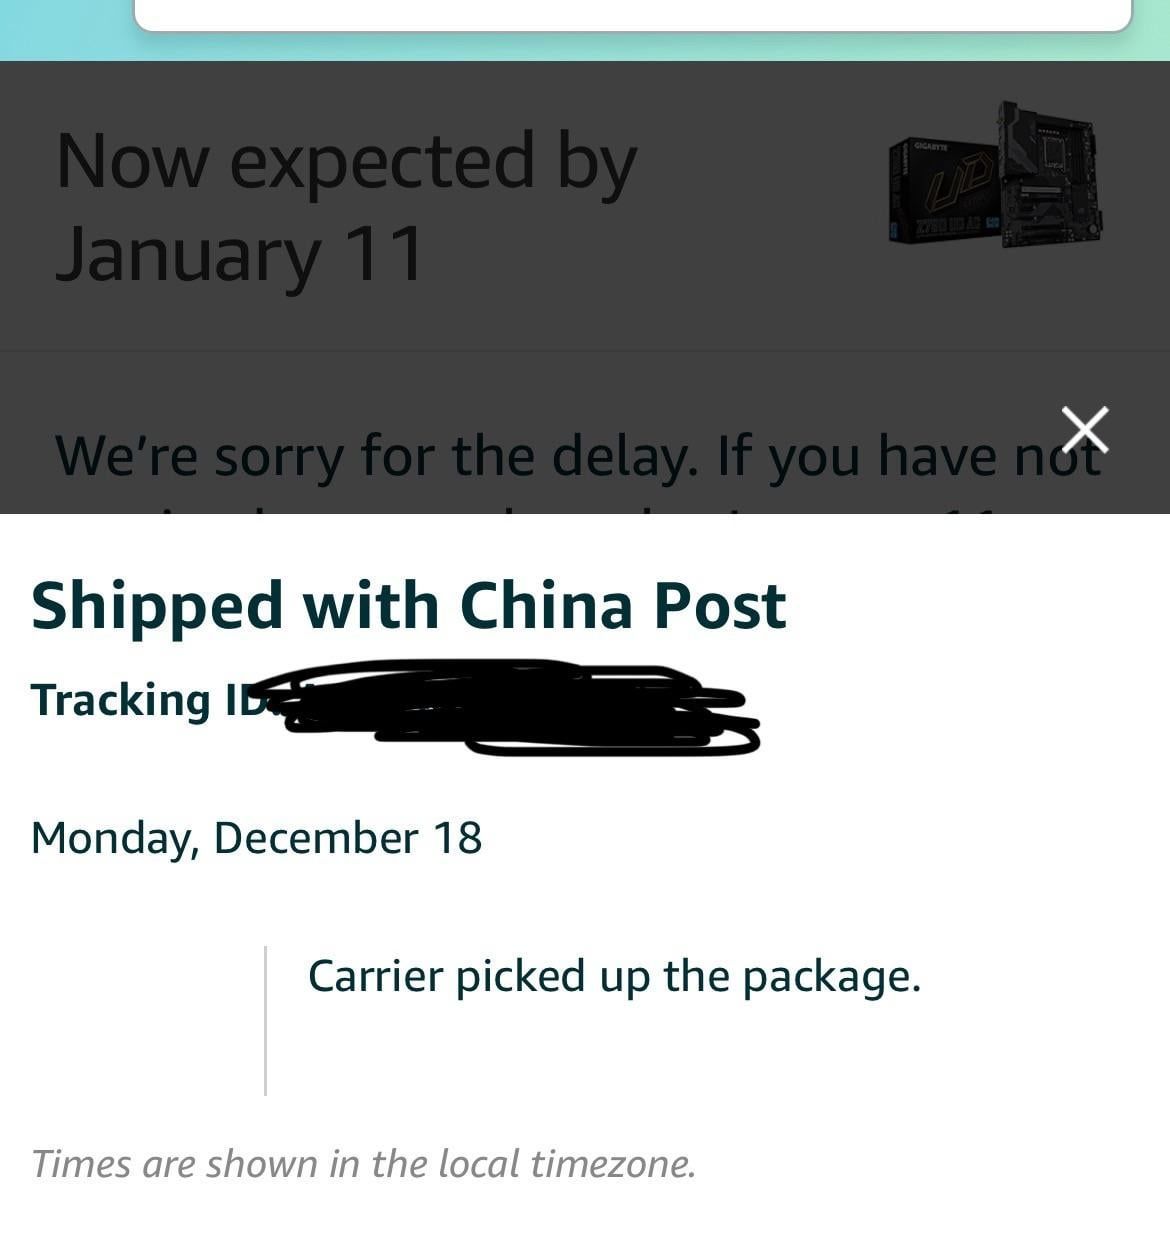 Now expected by
January 11
GIGABYTE
UD
Z790 UD AC
We’re sorry for the delay. If you have not
Shipped with China Post
Tracking ID
Monday, December 18
Carrier picked up the package.
Times are shown in the local timezone.